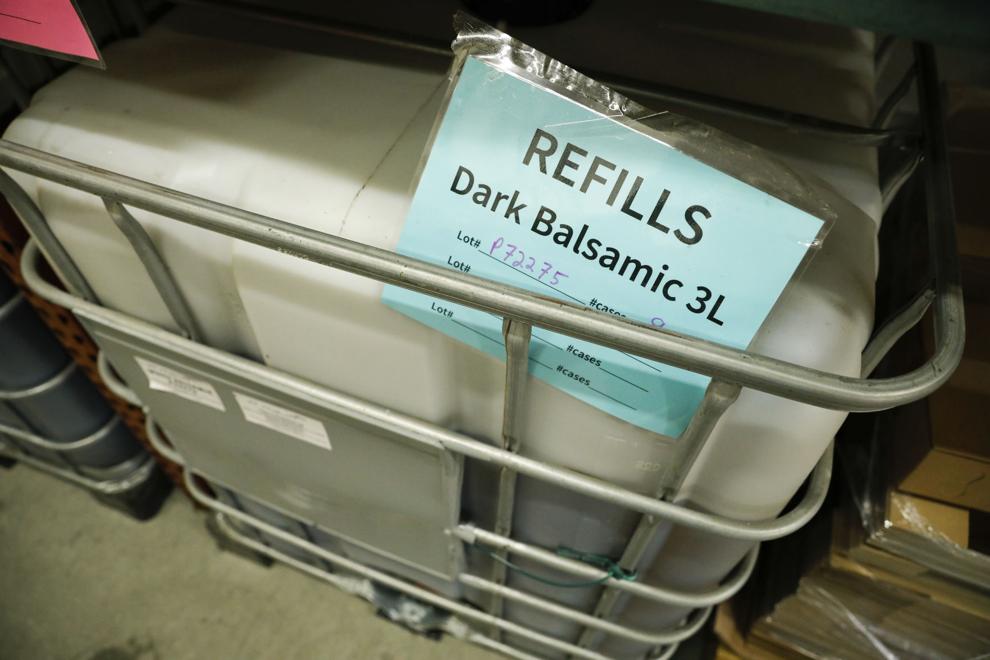 REFILLS
Dark Balsamic 3L
Lot# P72275 #cases
Lot#
Lot# #cases
#cases